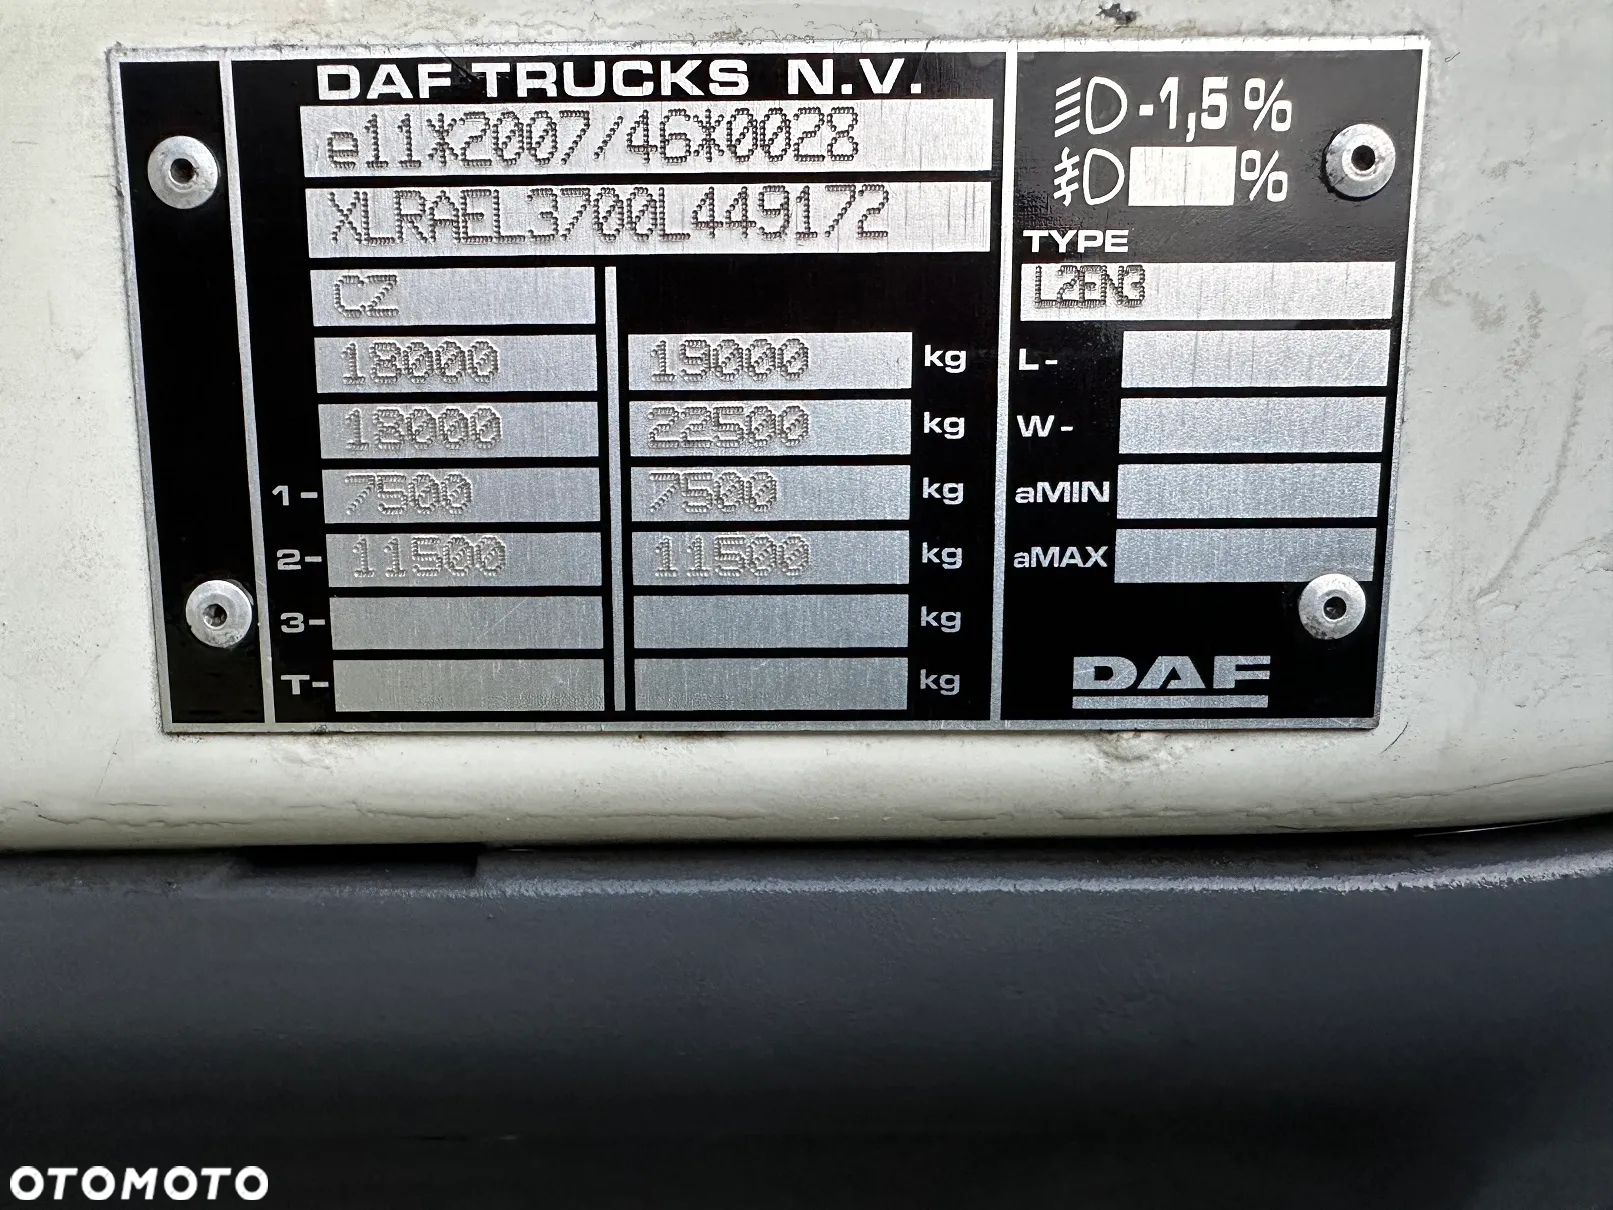 DAF TRUCKS N.V.
e11*2007/46*0028
XLRAEL3700L449172
CZ
18000 19000 kg
18000 22500 kg
1- 7500 7500 kg
2- 11500 11500 kg
3- kg
T- kg
-1,5%
%
TYPE
L2EN3
L-
W-
aMIN
aMAX
DAF
OTOMOTO